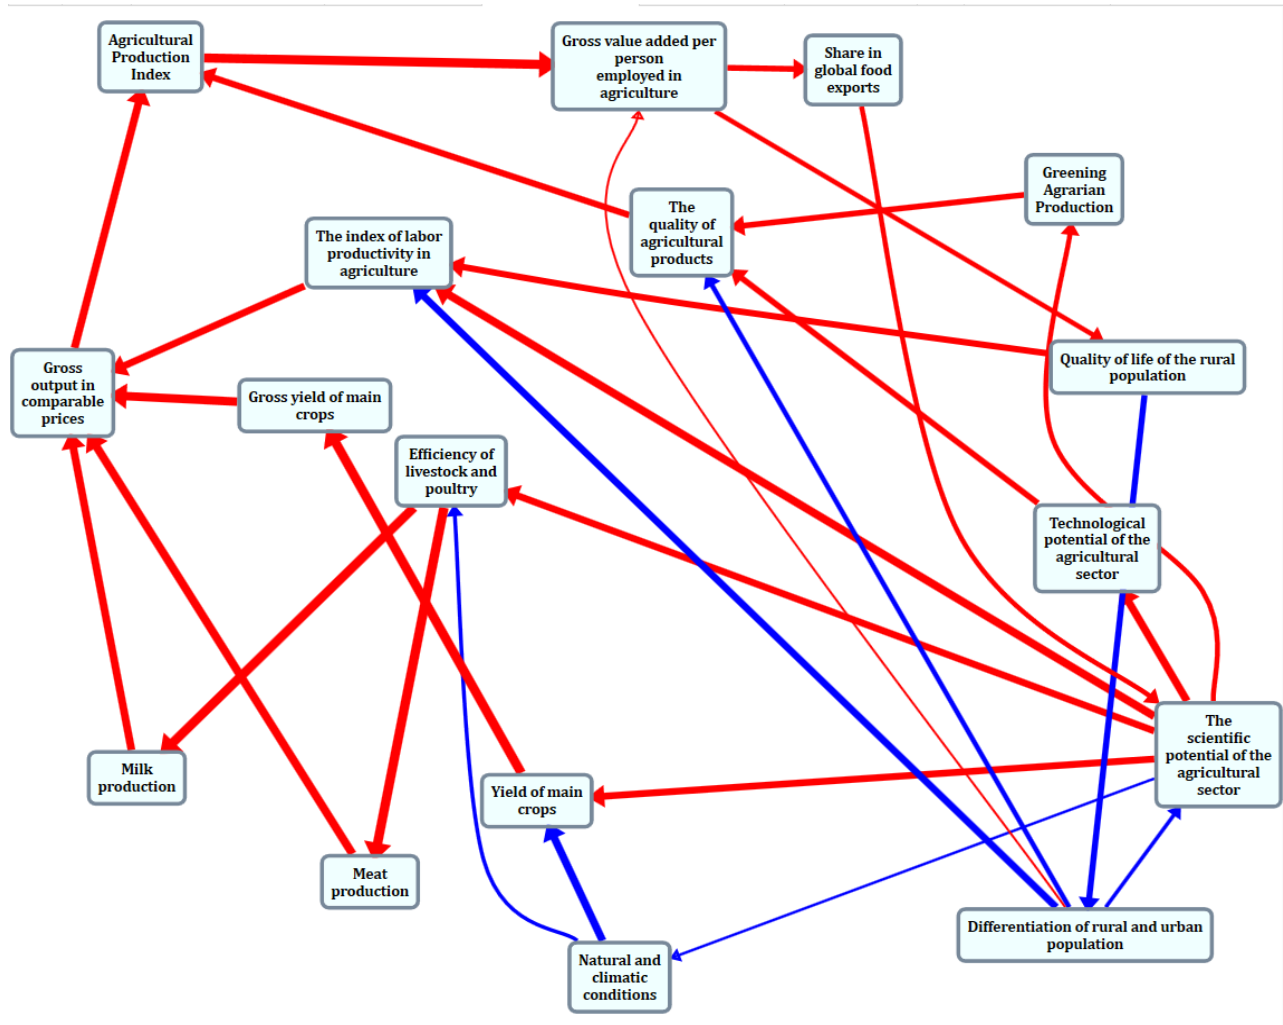 Agricultural
Production
Index
Gross value added per
person
employed in
agriculture
Share in
global food
exports
Greening
Agrarian
Production
The
quality of
agricultural
products
The index of labor
productivity in
agriculture
Quality of life of the rural
population
Gross
output in
comparable
prices
Gross yield of main
crops
Efficiency of
livestock and
poultry
Technological
potential of the
agricultural
sector
The
scientific
potential of the
agricultural
sector
Milk
production
Yield of main
crops
Meat
production
Differentiation of rural and urban
population
Natural and
climatic
conditions